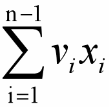 n-1
∑ vᵢxᵢ
i=1